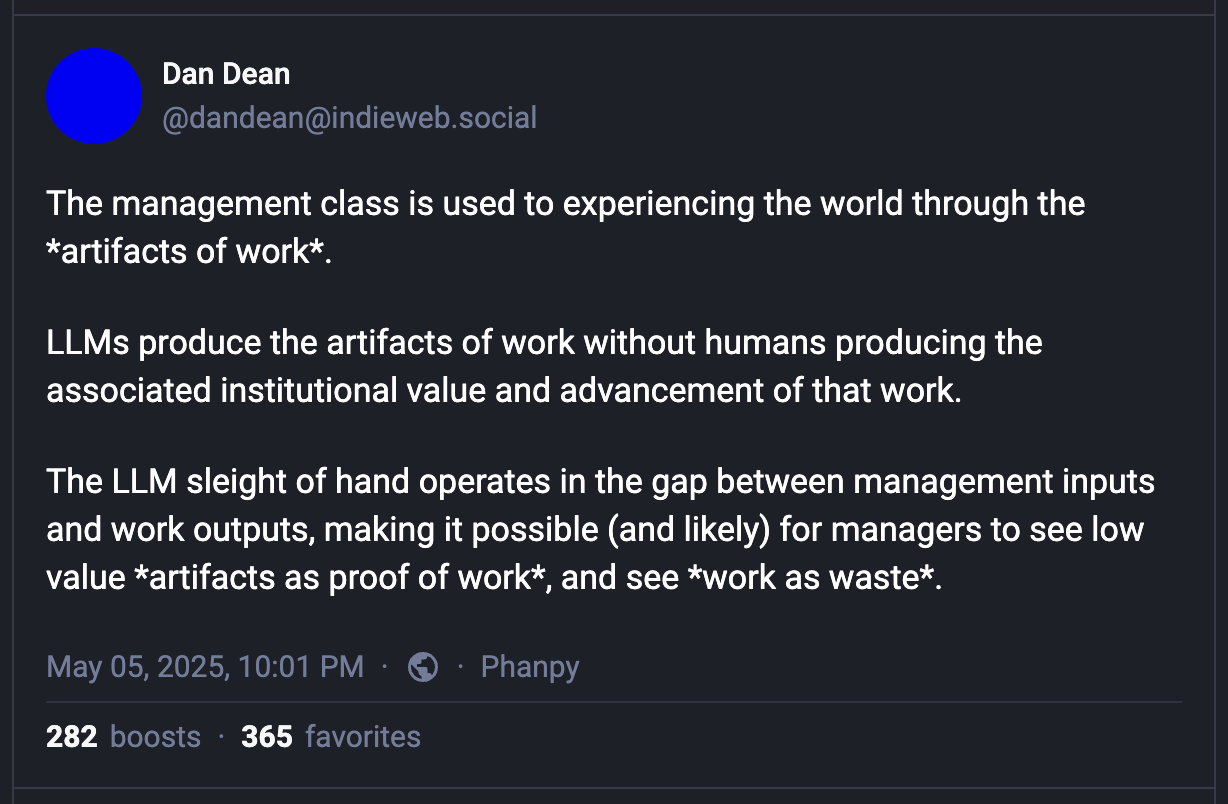 Dan Dean
@dandean@indieweb.social
The management class is used to experiencing the world through the
*artifacts of work*.
LLMs produce the artifacts of work without humans producing the
associated institutional value and advancement of that work.
The LLM sleight of hand operates in the gap between management inputs
and work outputs, making it possible (and likely) for managers to see low
value *artifacts as proof of work*, and see *work as waste*.
May 05, 2025, 10:01 PM · · Phanpy
282 boosts · 365 favorites